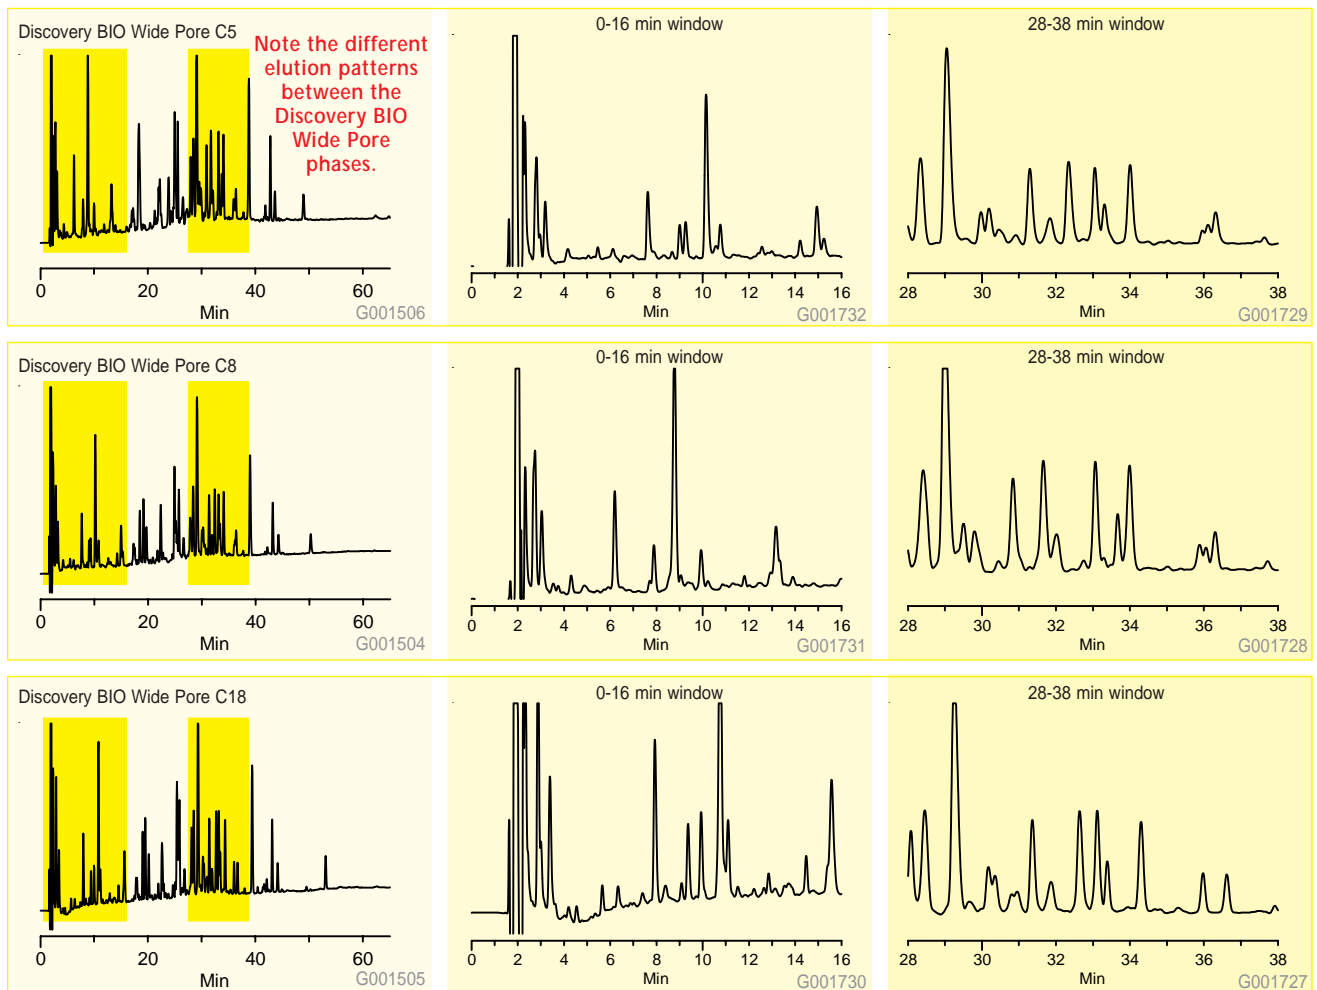 Discovery BIO Wide Pore C5
Note the different
elution patterns
between the
Discovery BIO
Wide Pore
phases.
0 20 40 60
Min
G001506
0-16 min window
0 2 4 6 8 10 12 14 16
Min
G001732
28-38 min window
28 30 32 34 36 38
Min
G001729
Discovery BIO Wide Pore C8
0 20 40 60
Min
G001504
0-16 min window
0 2 4 6 8 10 12 14 16
Min
G001731
28-38 min window
28 30 32 34 36 38
Min
G001728
Discovery BIO Wide Pore C18
0 20 40 60
Min
G001505
0-16 min window
0 2 4 6 8 10 12 14 16
Min
G001730
28-38 min window
28 30 32 34 36 38
Min
G001727